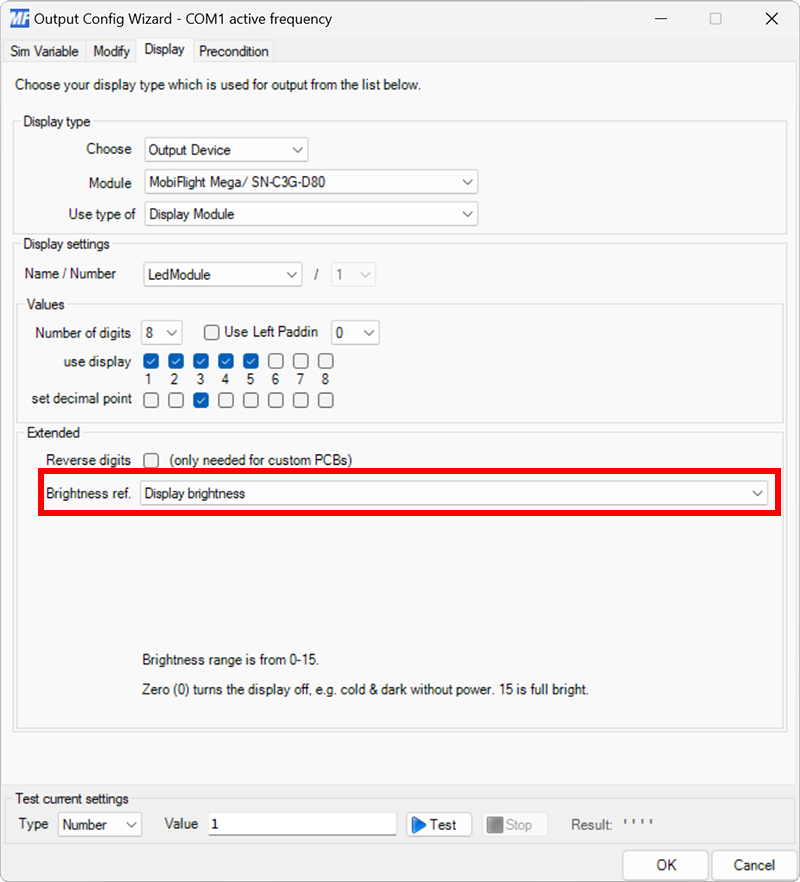 MF Output Config Wizard - COM1 active frequency
Sim Variable Modify Display Precondition
Choose your display type which is used for output from the list below.
Display type
Choose Output Device
Module MobiFlight Mega/ SN-C3G-D80
Use type of Display Module
Display settings
Name / Number LedModule / 1
Values
Number of digits 8 Use Left Paddin 0
use display
1 2 3 4 5 6 7 8
set decimal point
Extended
Reverse digits (only needed for custom PCBs)
Brightness ref. Display brightness
Brightness range is from 0-15.
Zero (0) turns the display off, e.g. cold & dark without power. 15 is full bright.
Test current settings
Type Number Value 1 Test Stop Result: ' ' ' '
OK Cancel